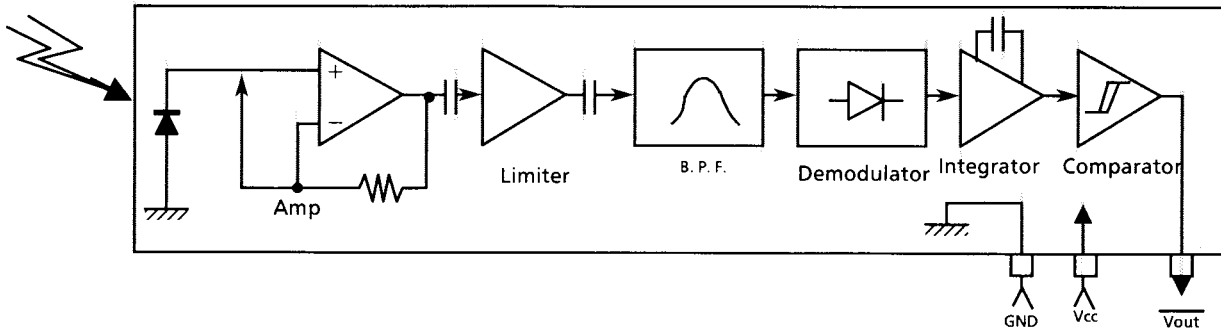 +
−
Amp
Limiter
B. P. F.
Demodulator
Integrator
Comparator
GND
Vcc
Vout